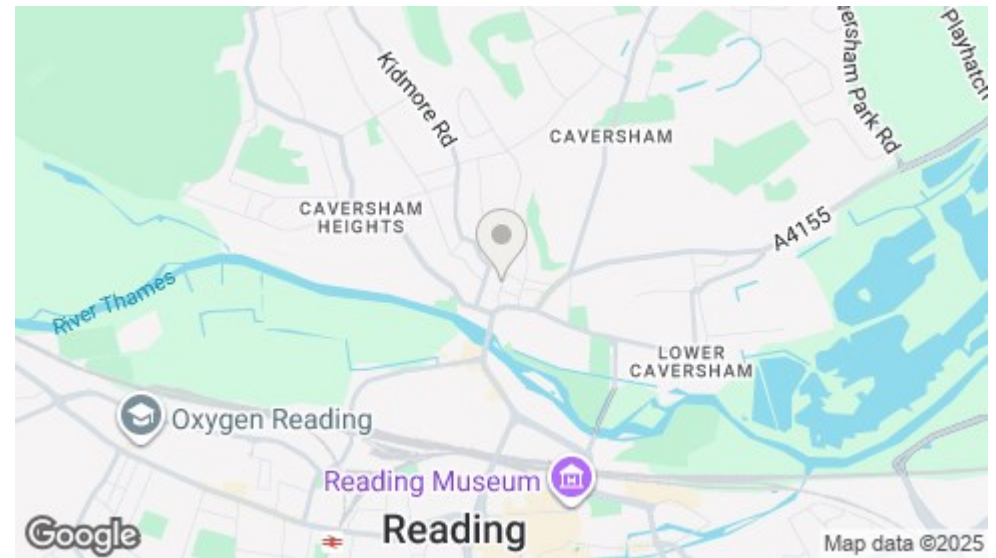 Kidmore Rd
CAVERSHAM
CAVERSHAM
HEIGHTS
ersham Park Rd
Playhatch
A4155
River Thames
LOWER
CAVERSHAM
Oxygen Reading
Reading Museum
Reading
Google
Map data ©2025